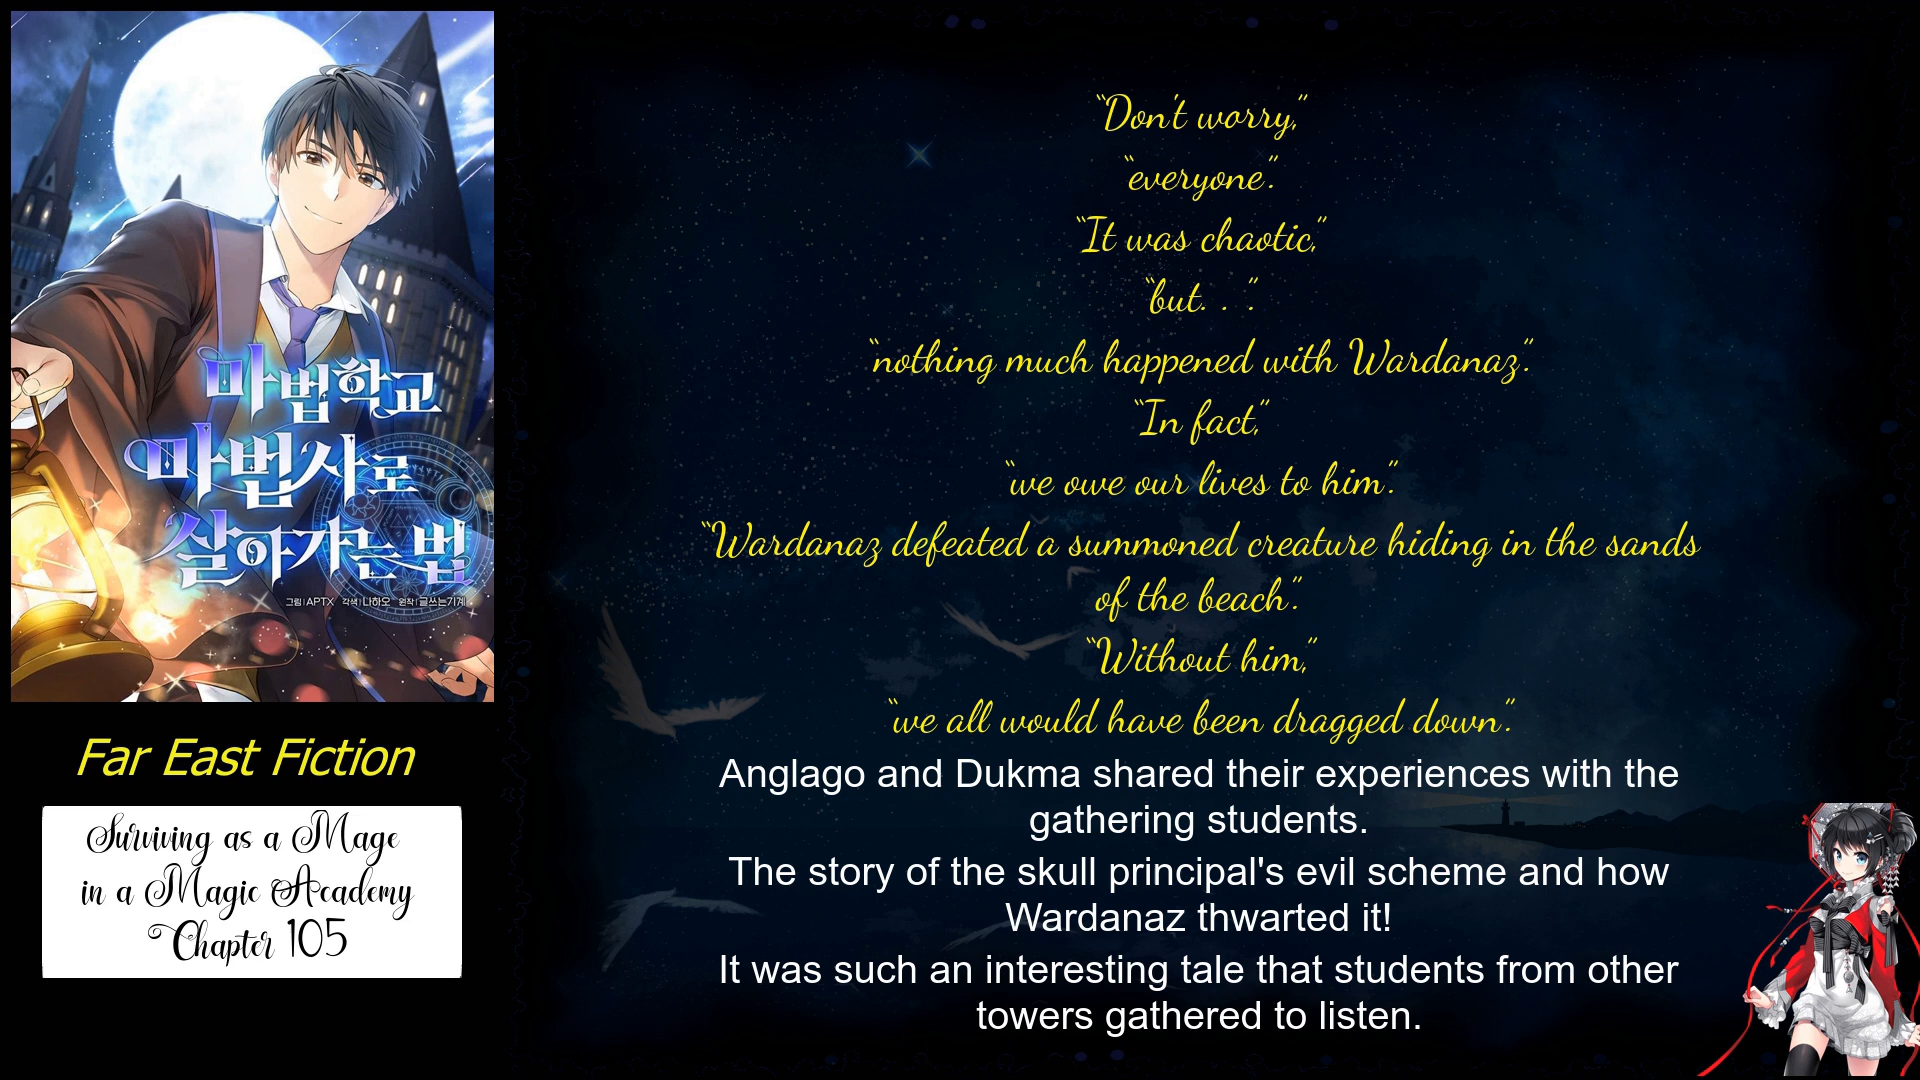 마법학교
마법사로
살아가는 법
그림|APTX 각색|나하오 원작|글쓰는기계
Far East Fiction
Surviving as a Mage
in a Magic Academy
Chapter 105
“Don't worry,”
“everyone”.
“It was chaotic,”
“but. . .”
“nothing much happened with Wardanaz”.
“In fact,”
“we owe our lives to him”.
“Wardanaz defeated a summoned creature hiding in the sands
of the beach”.
“Without him,”
“we all would have been dragged down”.
Anglago and Dukma shared their experiences with the
gathering students.
The story of the skull principal's evil scheme and how
Wardanaz thwarted it!
It was such an interesting tale that students from other
towers gathered to listen.